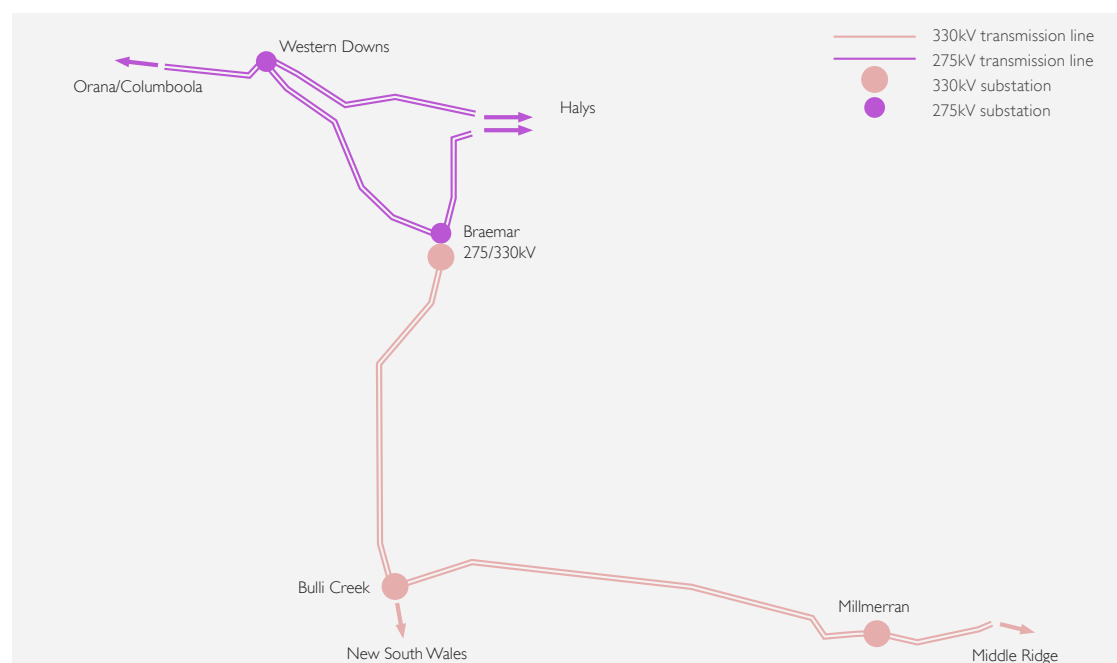 330kV transmission line
275kV transmission line
330kV substation
275kV substation
Western Downs
Orana/Columboola
Halys
Braemar
275/330kV
Bulli Creek
New South Wales
Millmerran
Middle Ridge